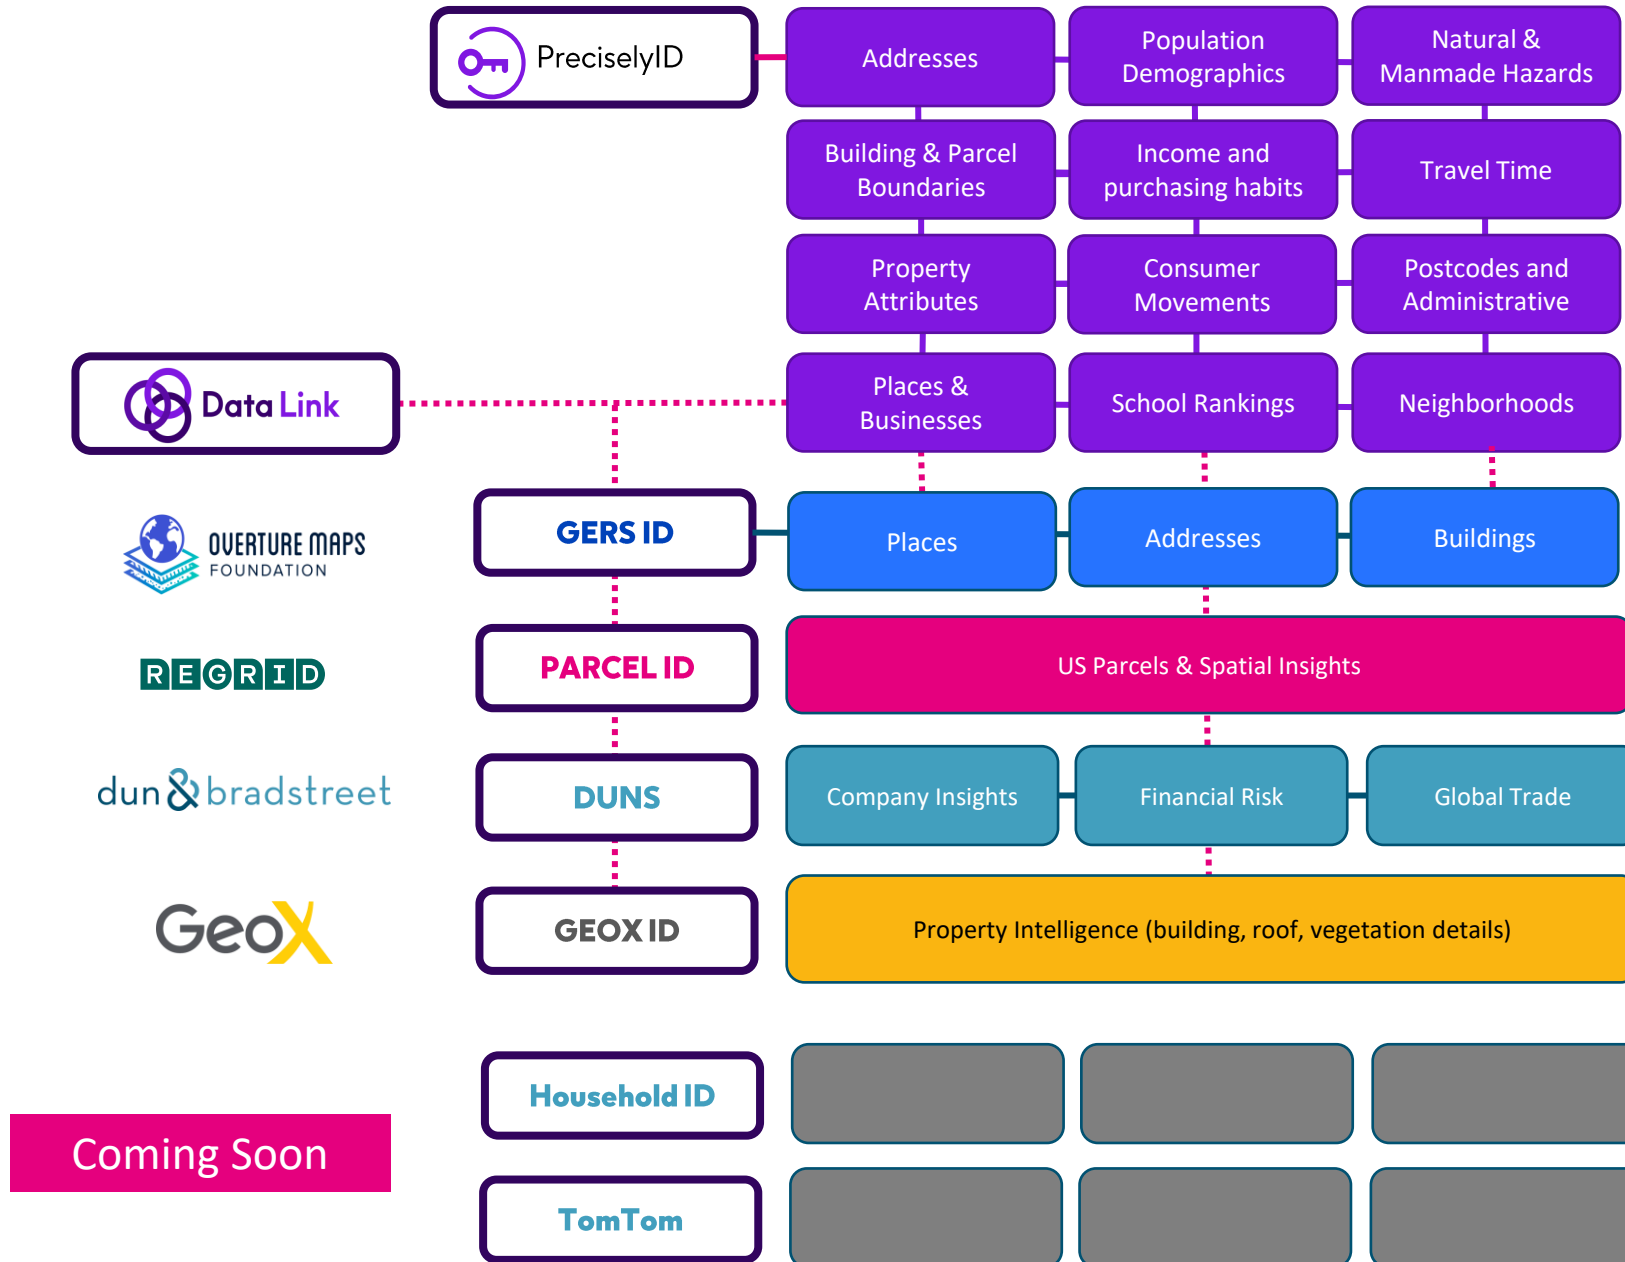 PreciselyID
Addresses
Population
Demographics
Natural &
Manmade Hazards
Building & Parcel
Boundaries
Income and
purchasing habits
Travel Time
Property
Attributes
Consumer
Movements
Postcodes and
Administrative
Data Link
Places &
Businesses
School Rankings
Neighborhoods
OVERTURE MAPS
FOUNDATION
GERS ID
Places
Addresses
Buildings
REGRID
PARCEL ID
US Parcels & Spatial Insights
dun & bradstreet
DUNS
Company Insights
Financial Risk
Global Trade
GeoX
GEOX ID
Property Intelligence (building, roof, vegetation details)
Household ID
Coming Soon
TomTom